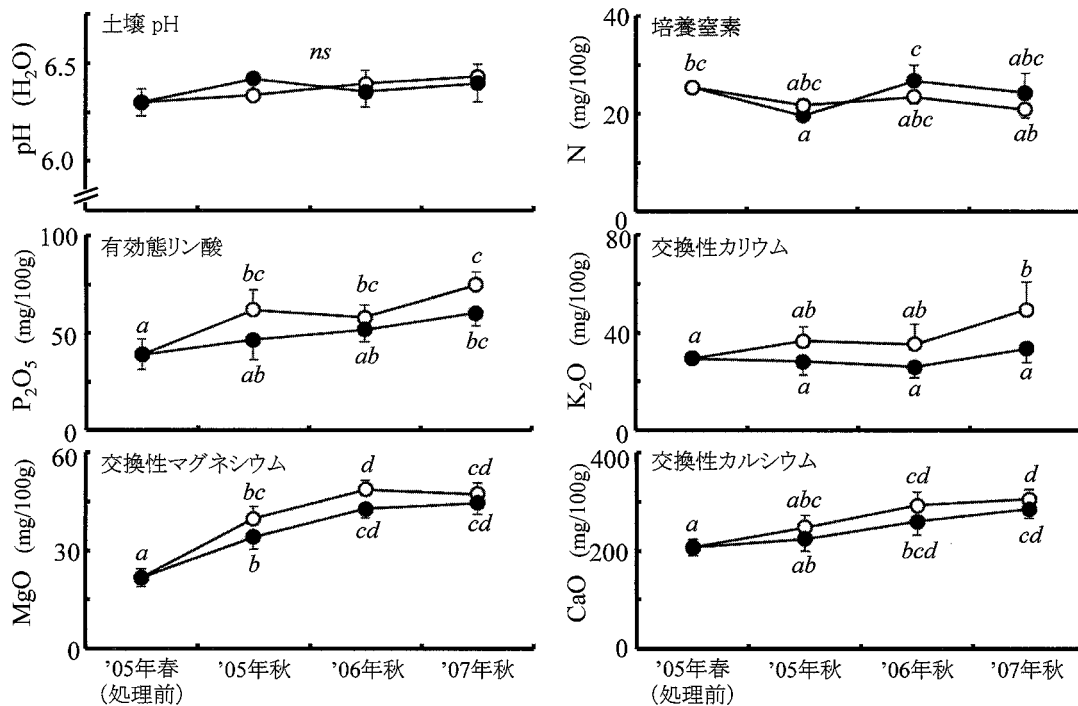 土壌 pH
ns
pH (H₂O)
6.5
6.0
培養窒素
bc
abc
c
abc
a
abc
ab
N (mg/100g)
40
20
0
有効態リン酸
a
bc
bc
c
ab
ab
bc
P₂O₅ (mg/100g)
100
50
0
交換性カリウム
a
ab
ab
b
a
a
a
K₂O (mg/100g)
80
40
0
交換性マグネシウム
a
bc
d
cd
b
cd
cd
MgO (mg/100g)
60
30
0
'05年春 '05年秋 '06年秋 '07年秋
(処理前)
交換性カルシウム
a
abc
cd
d
ab
bcd
cd
CaO (mg/100g)
400
200
0
'05年春 '05年秋 '06年秋 '07年秋
(処理前)